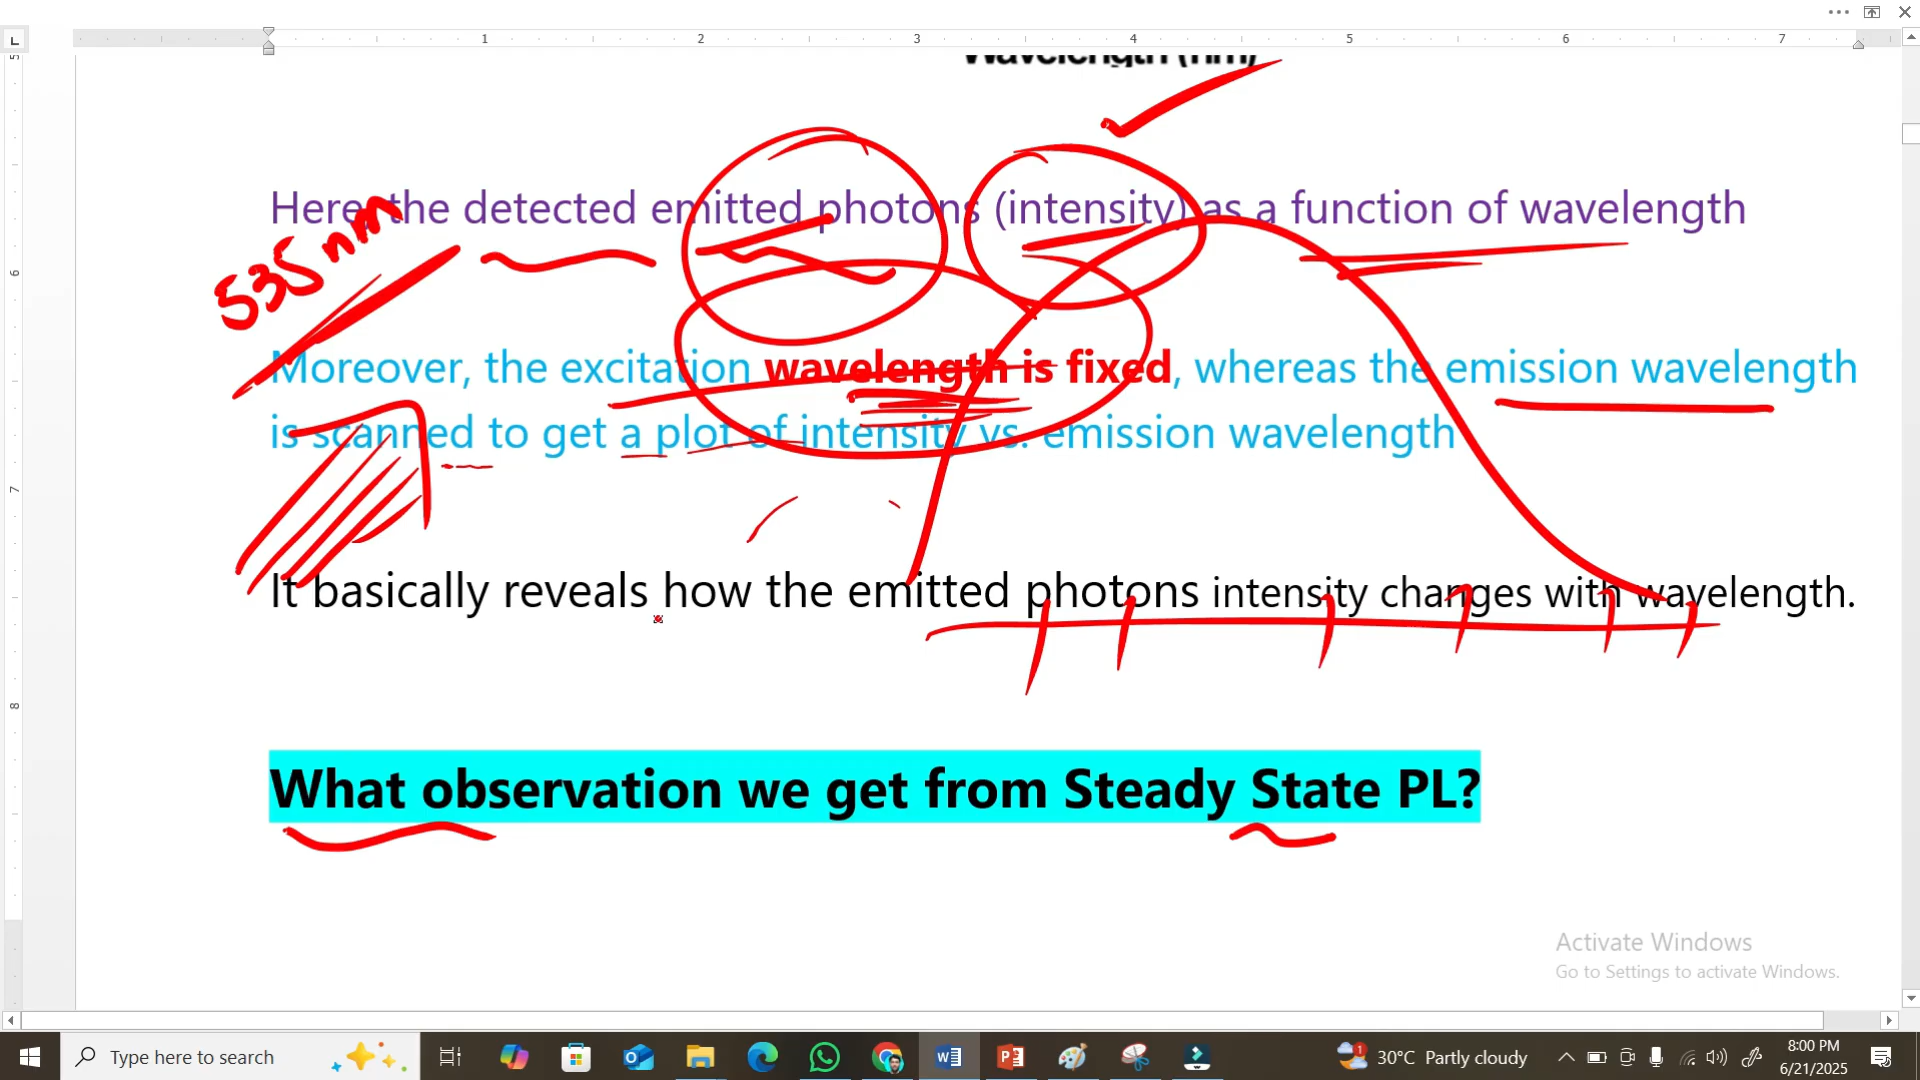 1 2 3 4 5 6 7
Wavelength (nm)
Here the detected emitted photons (intensity) as a function of wavelength
535 nm
Moreover, the excitation wavelength is fixed, whereas the emission wavelength
is scanned to get a plot of intensity vs. emission wavelength
It basically reveals how the emitted photons intensity changes with wavelength.
What observation we get from Steady State PL?
Activate Windows
Go to Settings to activate Windows.
5
6
7
8
Type here to search
30°C Partly cloudy
8:00 PM
6/21/2025